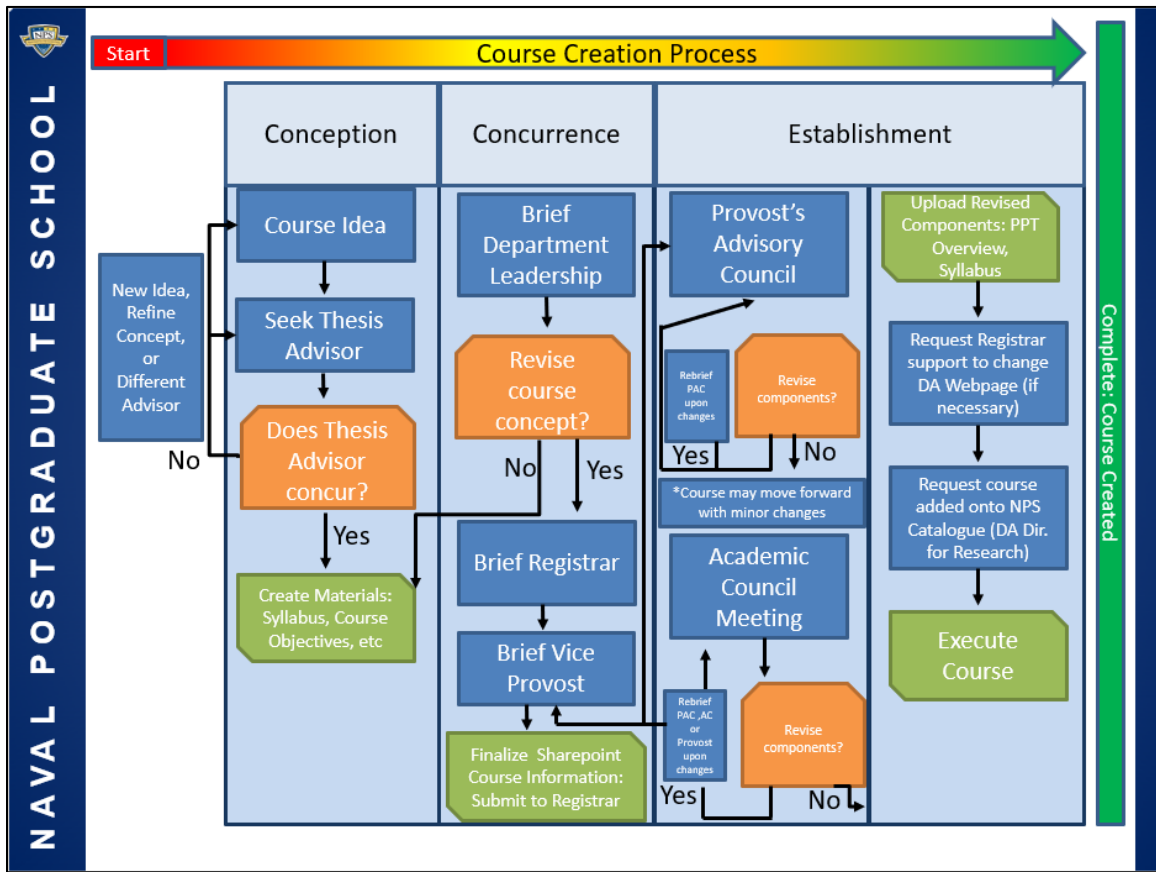 NPS
NAVAL POSTGRADUATE SCHOOL
Start
Course Creation Process
Conception
Concurrence
Establishment
New Idea,
Refine
Concept,
or
Different
Advisor
Course Idea
Seek Thesis
Advisor
Does Thesis
Advisor
concur?
No
Yes
Create Materials:
Syllabus, Course
Objectives, etc
Brief
Department
Leadership
Revise
course
concept?
No
Yes
Brief Registrar
Brief Vice
Provost
Finalize Sharepoint
Course Information:
Submit to Registrar
Provost's
Advisory
Council
Rebrief
PAC
upon
changes
Revise
components?
Yes
No
*Course may move forward
with minor changes
Academic
Council
Meeting
Rebrief
PAC ,AC
or
Provost
upon
changes
Revise
components?
Yes
No
Upload Revised
Components: PPT
Overview,
Syllabus
Request Registrar
support to change
DA Webpage (if
necessary)
Request course
added onto NPS
Catalogue (DA Dir.
for Research)
Execute
Course
Complete: Course Created